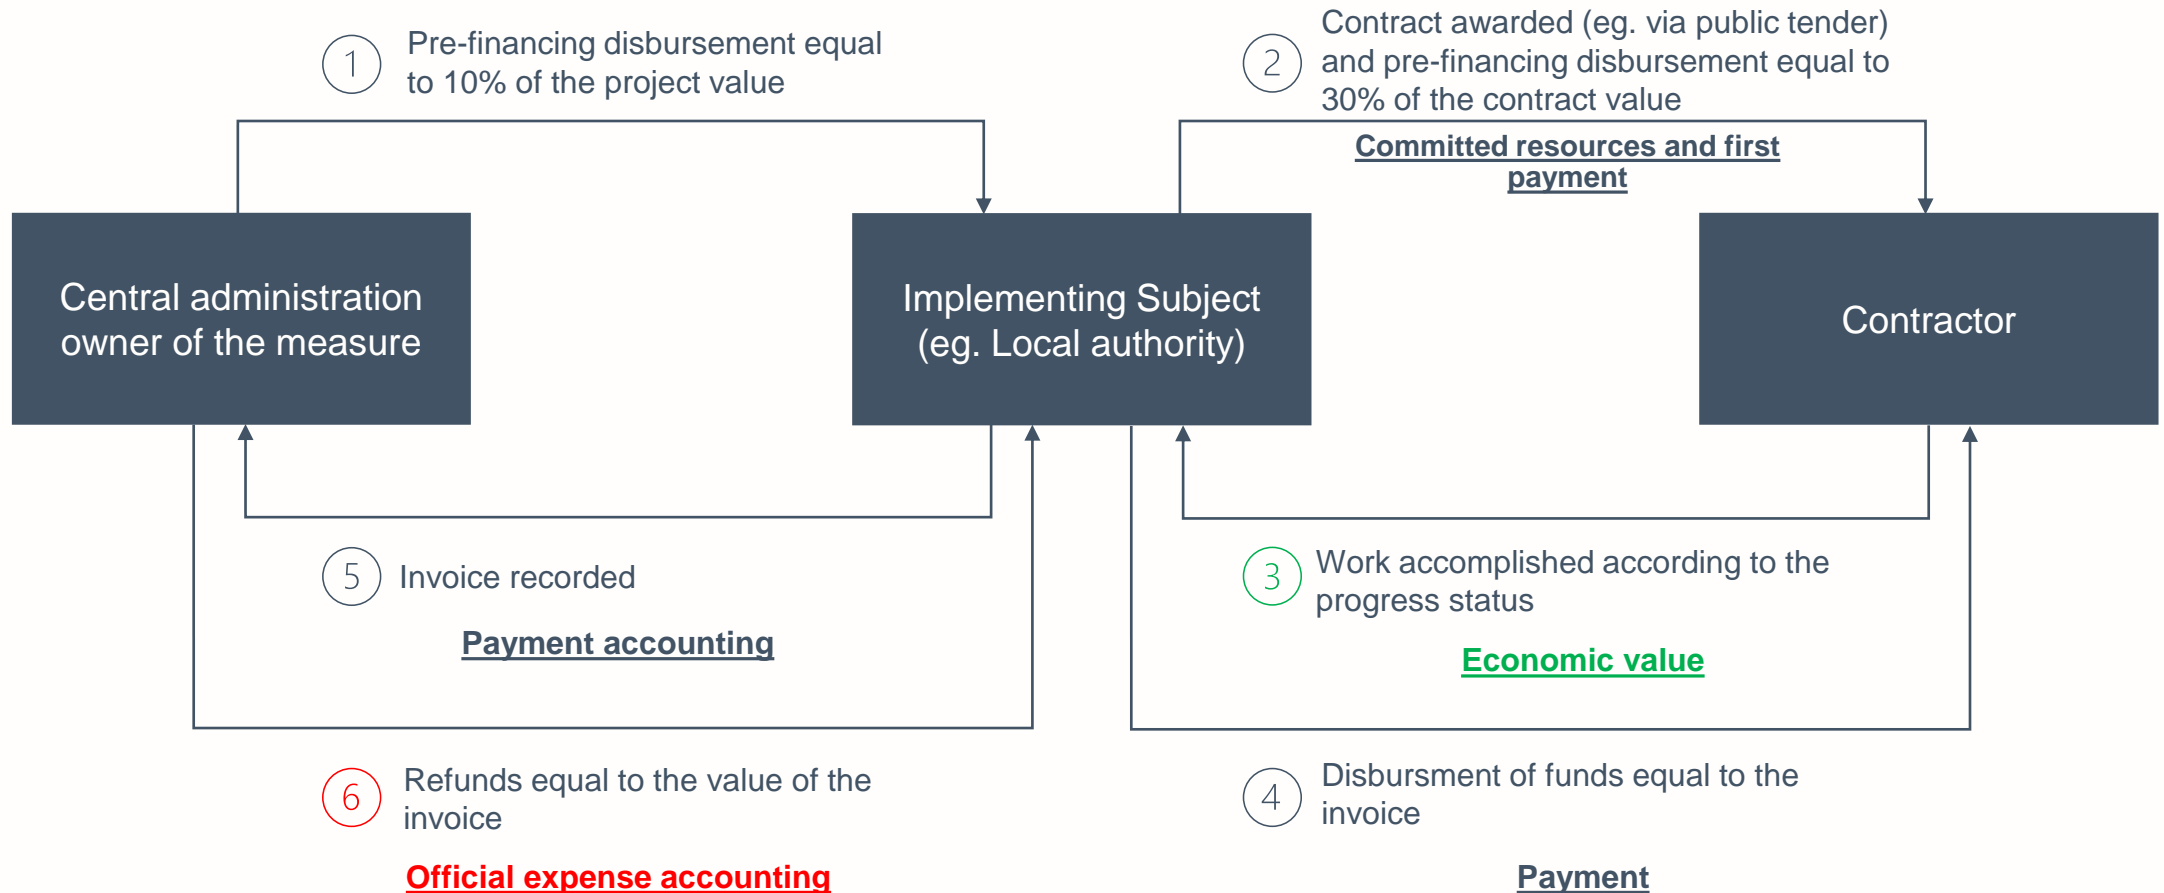 1
Pre-financing disbursement equal
to 10% of the project value
2
Contract awarded (eg. via public tender)
and pre-financing disbursement equal to
30% of the contract value
Committed resources and first
payment
Central administration
owner of the measure
Implementing Subject
(eg. Local authority)
Contractor
5
Invoice recorded
Payment accounting
3
Work accomplished according to the
progress status
Economic value
6
Refunds equal to the value of the
invoice
Official expense accounting
4
Disbursment of funds equal to the
invoice
Payment